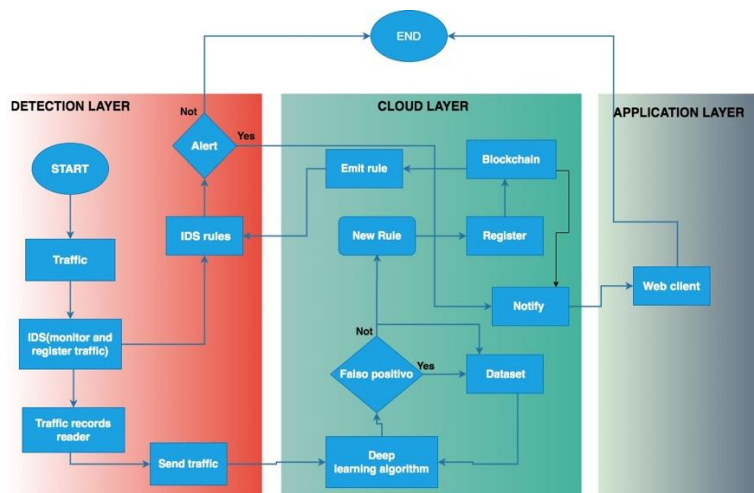 END
DETECTION LAYER
CLOUD LAYER
APPLICATION LAYER
Not
Alert
Yes
START
Emit rule
Blockchain
IDS rules
New Rule
Register
Traffic
Web client
Notify
IDS(monitor and
register traffic)
Not
Falso positivo
Yes
Dataset
Traffic records
reader
Send traffic
Deep
learning algorithm